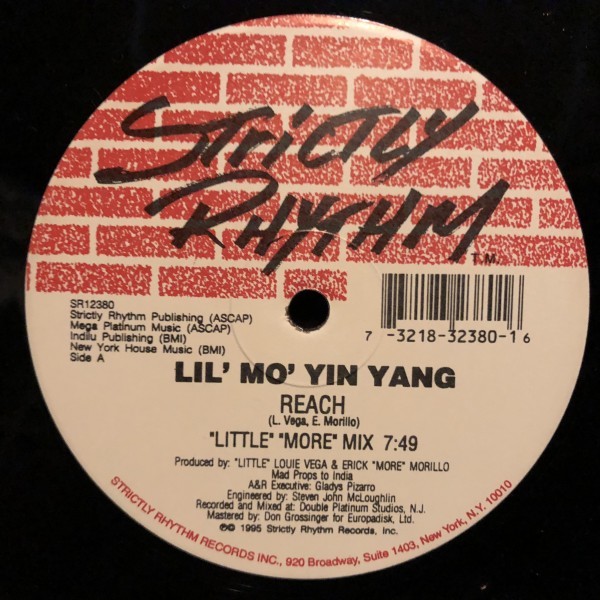 STRICTLY
RHYTHM
T.M.
SR12380
Strictly Rhythm Publishing (ASCAP)
Mega Platinum Music (ASCAP)
Indilu Publishing (BMI)
New York House Music (BMI)
Side A
7 -3218-32380-1 6
LIL' MO' YIN YANG
REACH
(L. Vega, E. Morillo)
"LITTLE" "MORE" MIX 7:49
Produced by: "LITTLE" LOUIE VEGA & ERICK "MORE" MORILLO
Mad Props to India
A&R Executive: Gladys Pizarro
Engineered by: Steven John McLoughlin
Recorded and Mixed at: Double Platinum Studios, N.J.
Mastered by: Don Grossinger for Europadisk, Ltd.
℗© 1995 Strictly Rhythm Records, Inc.
STRICTLY RHYTHM RECORDS INC., 920 Broadway, Suite 1403, New York, N.Y. 10010